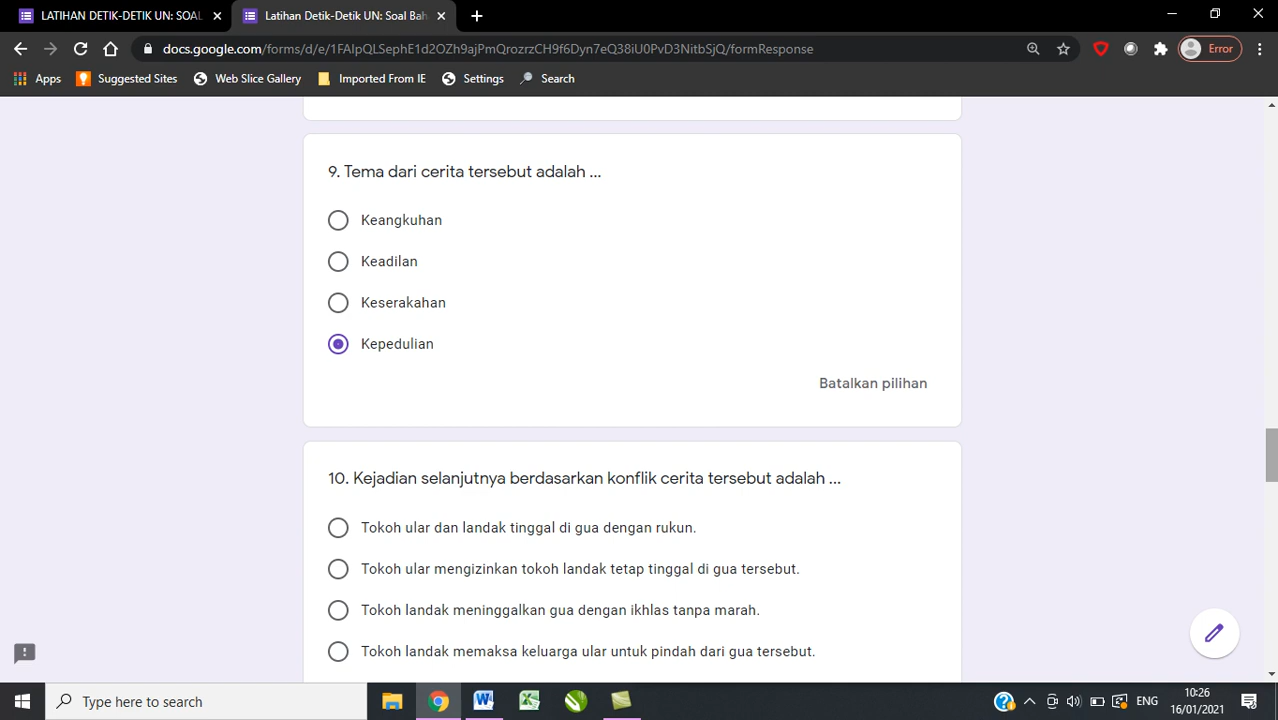 LATIHAN DETIK-DETIK UN: SOAL
Latihan Detik-Detik UN: Soal Bah
docs.google.com/forms/d/e/1FAIpQLSephE1d2OZh9ajPmQrozrzCH9f6Dyn7eQ38iU0PvD3NitbSjQ/formResponse
Error
Apps
Suggested Sites
Web Slice Gallery
Imported From IE
Settings
Search
9. Tema dari cerita tersebut adalah ...
Keangkuhan
Keadilan
Keserakahan
Kepedulian
Batalkan pilihan
10. Kejadian selanjutnya berdasarkan konflik cerita tersebut adalah ...
Tokoh ular dan landak tinggal di gua dengan rukun.
Tokoh ular mengizinkan tokoh landak tetap tinggal di gua tersebut.
Tokoh landak meninggalkan gua dengan ikhlas tanpa marah.
Tokoh landak memaksa keluarga ular untuk pindah dari gua tersebut.
Type here to search
ENG
10:26
16/01/2021